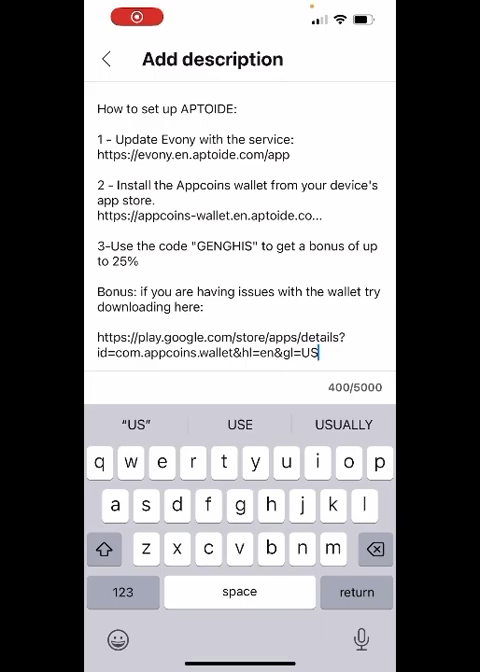 Add description
How to set up APTOIDE:
1 - Update Evony with the service:
https://evony.en.aptoide.com/app
2 - Install the Appcoins wallet from your device's
app store.
https://appcoins-wallet.en.aptoide.co...
3-Use the code "GENGHIS" to get a bonus of up
to 25%
Bonus: if you are having issues with the wallet try
downloading here:
https://play.google.com/store/apps/details?
id=com.appcoins.wallet&hl=en&gl=US
400/5000
“US” USE USUALLY
q w e r t y u i o p
a s d f g h j k l
z x c v b n m
123 space return